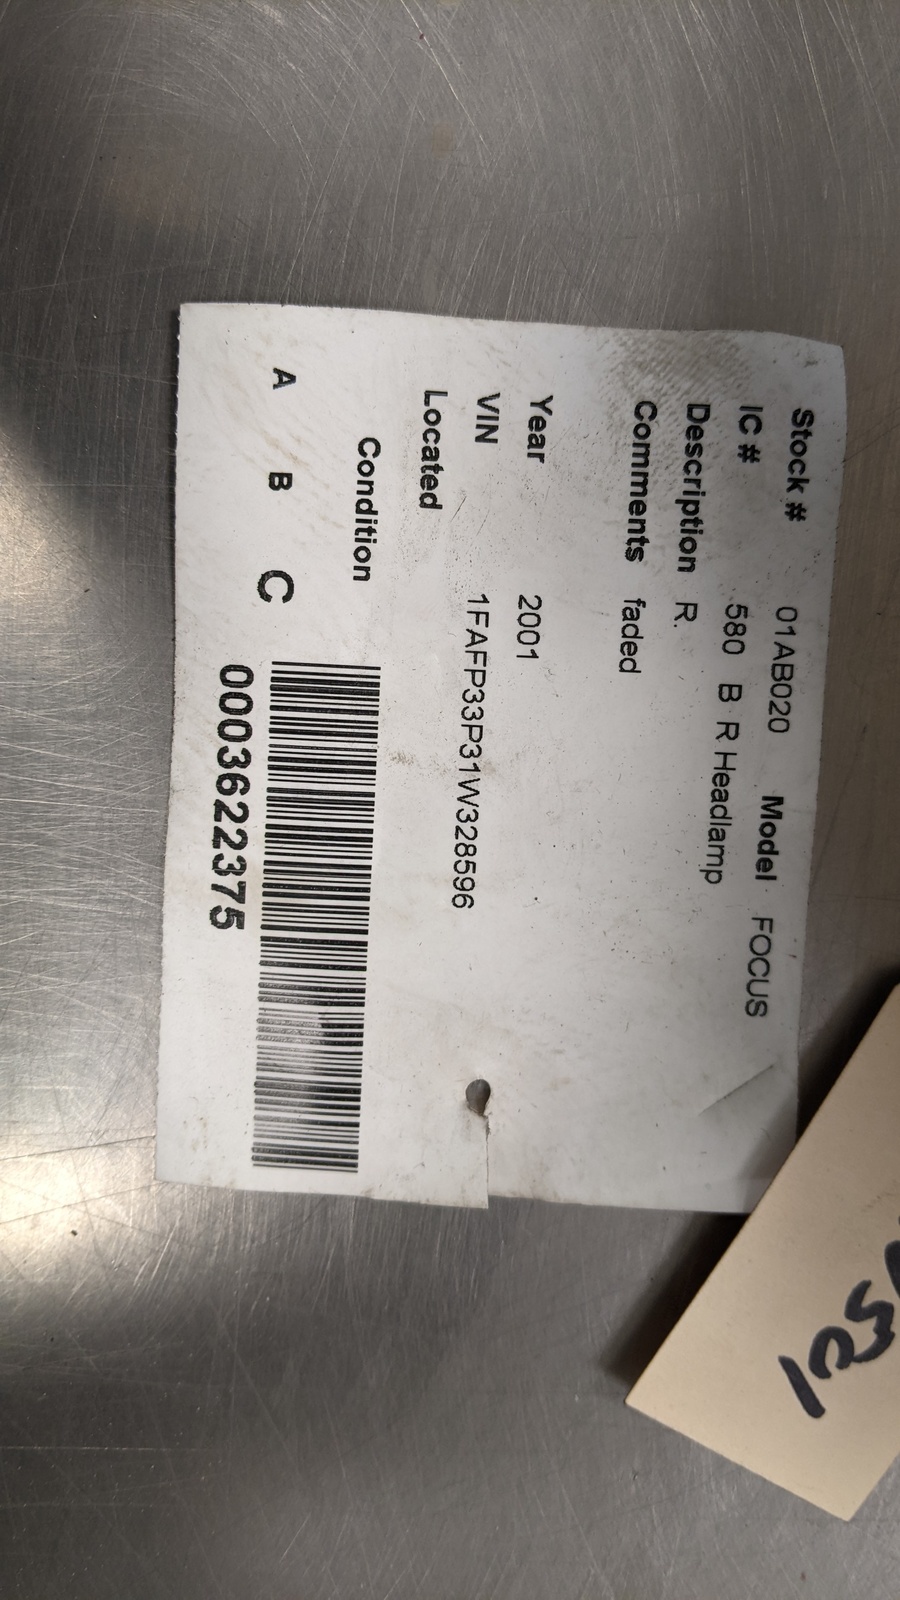 Stock # 01AB020 Model FOCUS
IC # 580 B R Headlamp
Description R.
Comments faded
Year 2001
VIN 1FAFP33P31W328596
Located
Condition
A B C
0003622375